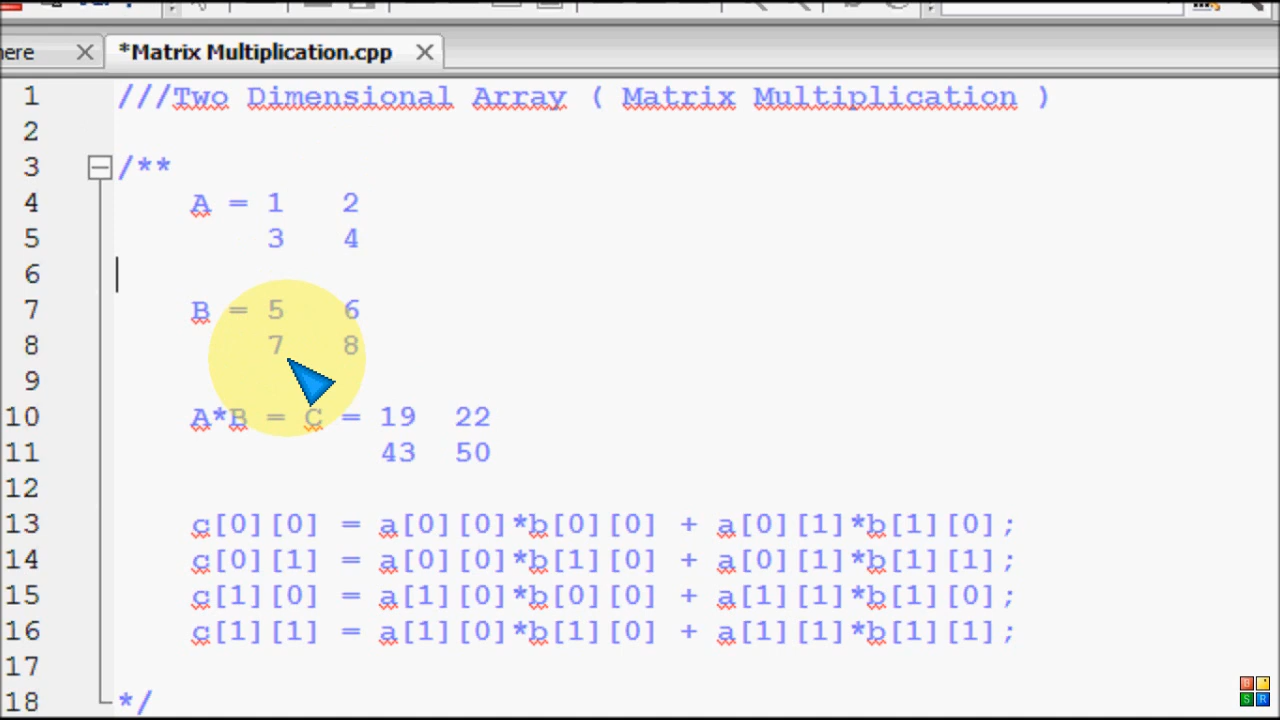 here
*Matrix Multiplication.cpp
1 ///Two Dimensional Array ( Matrix Multiplication )
2
3 /**
4 A = 1 2
5 3 4
6
7 B = 5 6
8 7 8
9
10 A*B = C = 19 22
11 43 50
12
13 c[0][0] = a[0][0]*b[0][0] + a[0][1]*b[1][0];
14 c[0][1] = a[0][0]*b[1][0] + a[0][1]*b[1][1];
15 c[1][0] = a[1][0]*b[0][0] + a[1][1]*b[1][0];
16 c[1][1] = a[1][0]*b[1][0] + a[1][1]*b[1][1];
17
18 */